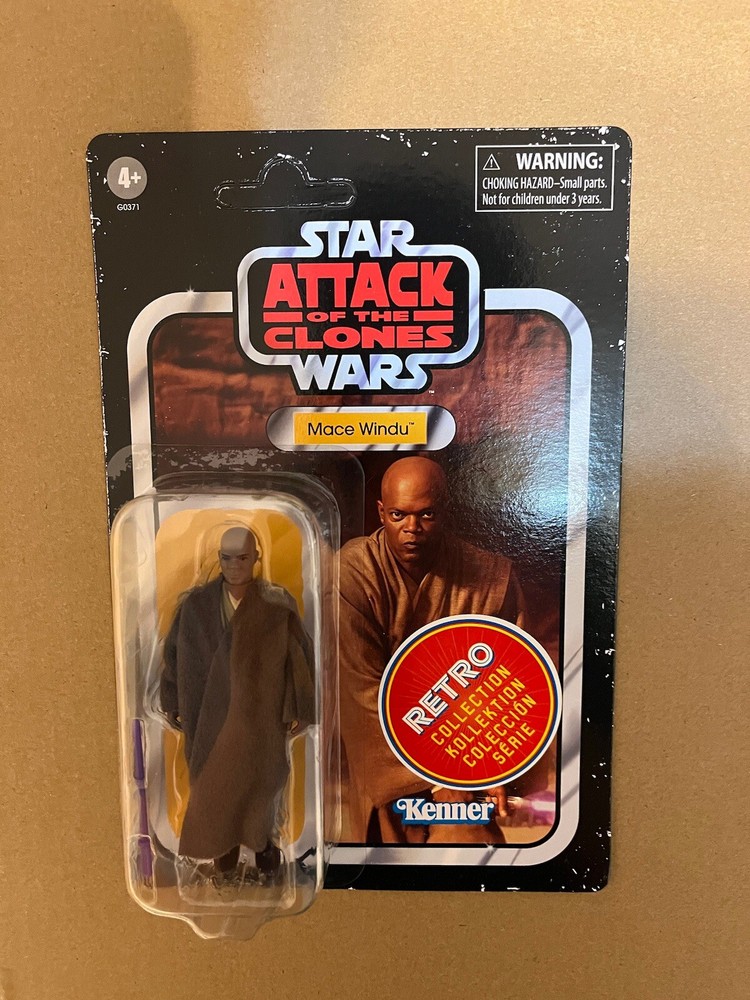 4+
G0371
⚠ WARNING:
CHOKING HAZARD–Small parts.
Not for children under 3 years.
STAR
ATTACK
OF THE
CLONES
WARS
™
Mace Windu™
RETRO
COLLECTION
KOLLEKTION
COLECCIÓN
SÉRIE
Kenner